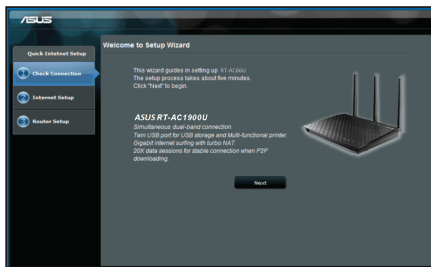 ASUS
Quick Internet Setup
Welcome to Setup Wizard
1 Check Connection
2 Internet Setup
3 Router Setup
This wizard guides in setting up RT-AC66U
The setup process takes about five minutes.
Click "Next" to begin.
ASUS RT-AC1900U
Simultaneous dual-band connection.
Twin USB port for USB storage and Multi-functional printer
Gigabit internet surfing with turbo NAT.
20X data sessions for stable connection when P2P
downloading.
Next